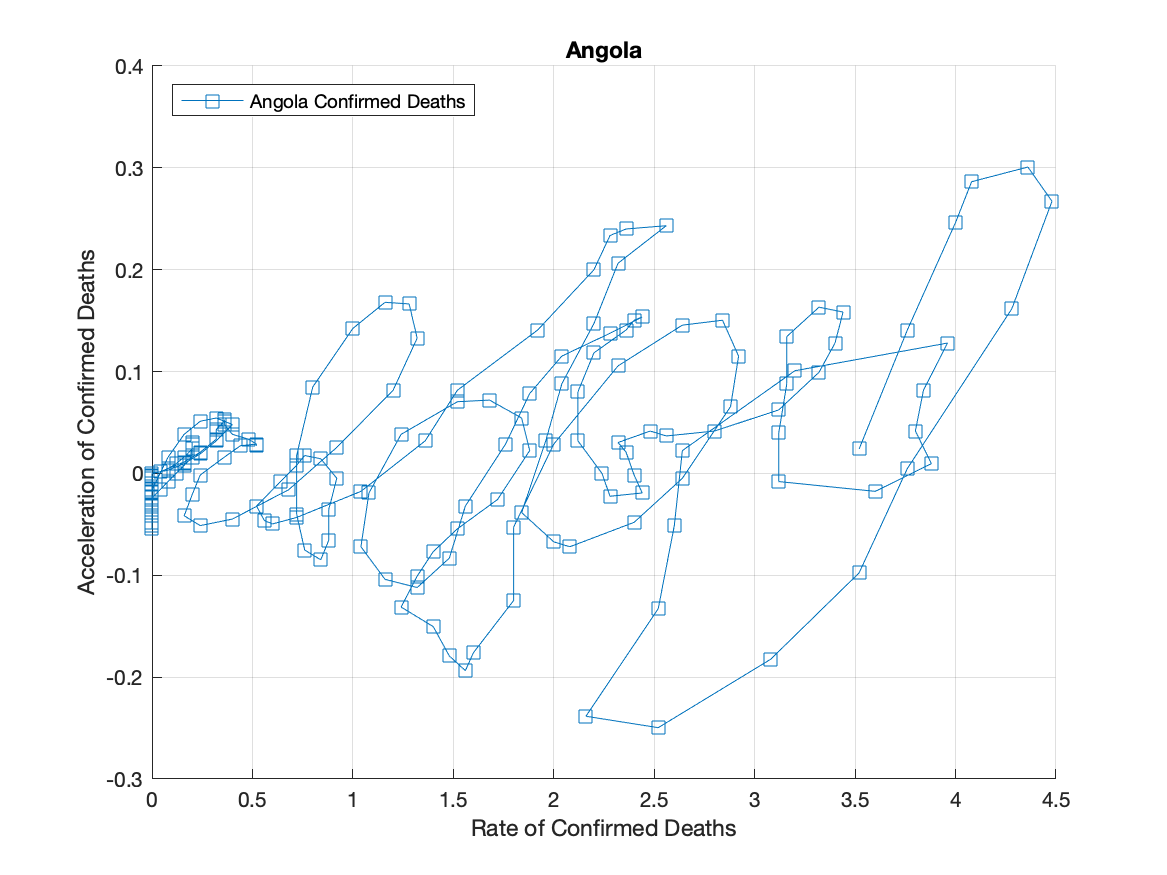 Angola
Angola Confirmed Deaths
Acceleration of Confirmed Deaths
0.4
0.3
0.2
0.1
0
-0.1
-0.2
-0.3
0 0.5 1 1.5 2 2.5 3 3.5 4 4.5
Rate of Confirmed Deaths